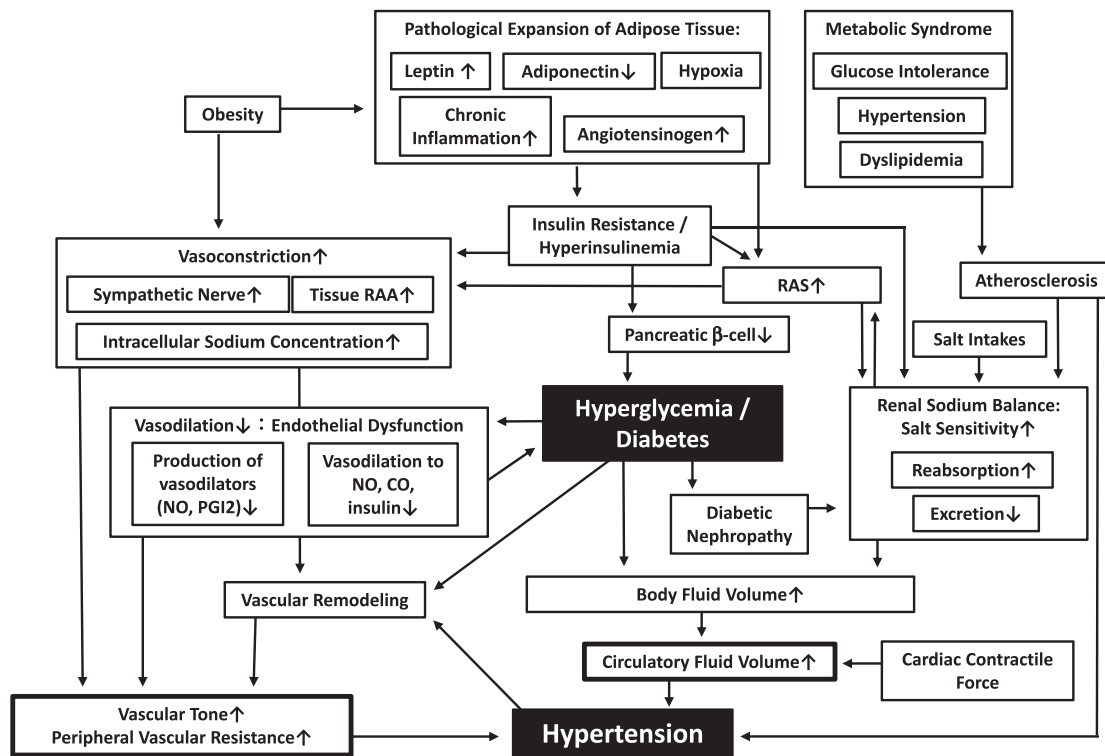 Pathological Expansion of Adipose Tissue:
Leptin ↑
Adiponectin↓
Hypoxia
Chronic
Inflammation↑
Angiotensinogen↑
Metabolic Syndrome
Glucose Intolerance
Hypertension
Dyslipidemia
Obesity
Insulin Resistance /
Hyperinsulinemia
Vasoconstriction↑
Sympathetic Nerve↑
Tissue RAA↑
Intracellular Sodium Concentration↑
RAS↑
Atherosclerosis
Pancreatic β-cell↓
Salt Intakes
Hyperglycemia /
Diabetes
Renal Sodium Balance:
Salt Sensitivity↑
Reabsorption↑
Excretion↓
Vasodilation↓：Endothelial Dysfunction
Production of
vasodilators
(NO, PGI2)↓
Vasodilation to
NO, CO,
insulin↓
Diabetic
Nephropathy
Vascular Remodeling
Body Fluid Volume↑
Circulatory Fluid Volume↑
Cardiac Contractile
Force
Vascular Tone↑
Peripheral Vascular Resistance↑
Hypertension